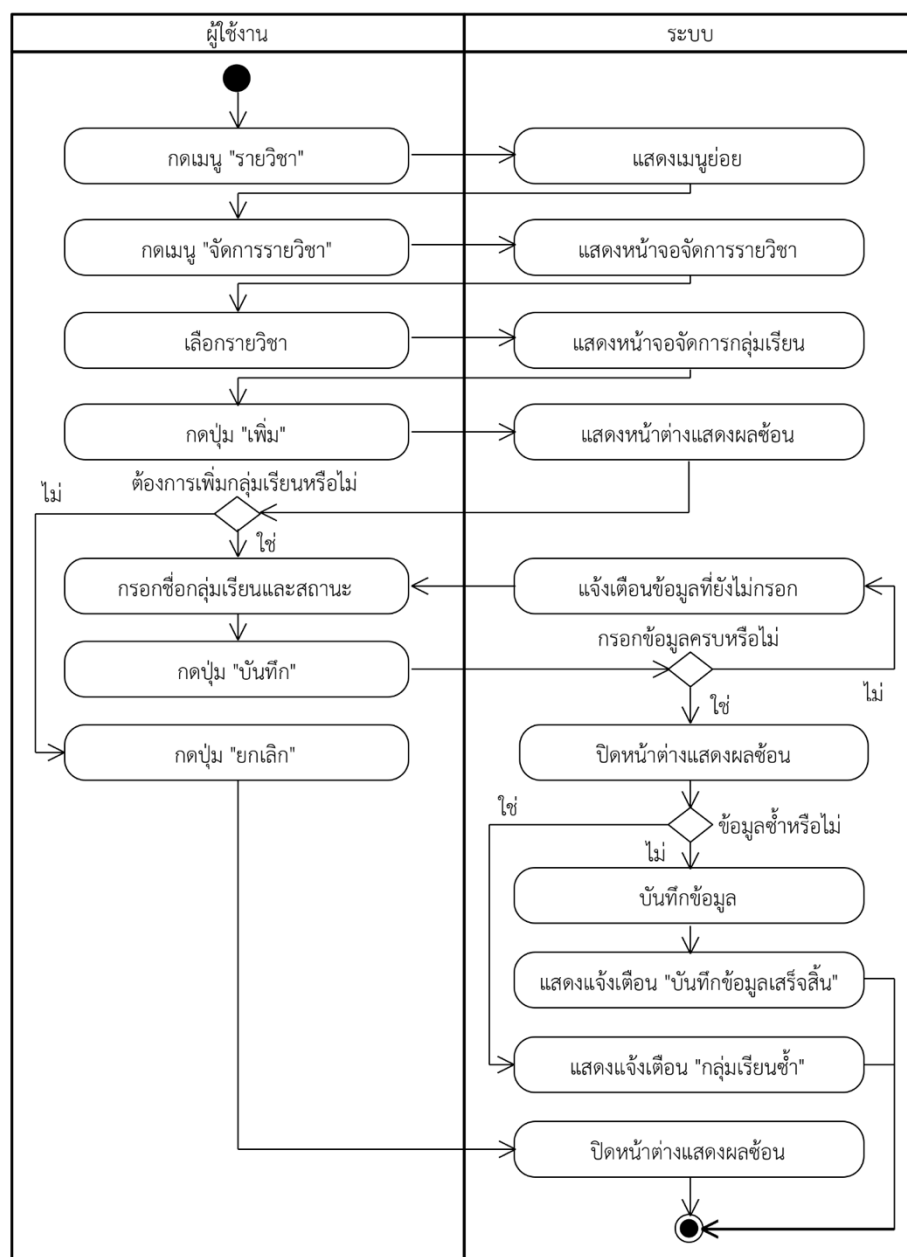 ผู้ใช้งาน
ระบบ
กดเมนู "รายวิชา"
แสดงเมนูย่อย
กดเมนู "จัดการรายวิชา"
แสดงหน้าจอจัดการรายวิชา
เลือกรายวิชา
แสดงหน้าจอจัดการกลุ่มเรียน
กดปุ่ม "เพิ่ม"
แสดงหน้าต่างแสดงผลซ้อน
ต้องการเพิ่มกลุ่มเรียนหรือไม่
ไม่
ใช่
กรอกชื่อกลุ่มเรียนและสถานะ
แจ้งเตือนข้อมูลที่ยังไม่กรอก
กรอกข้อมูลครบหรือไม่
กดปุ่ม "บันทึก"
ไม่
ใช่
กดปุ่ม "ยกเลิก"
ปิดหน้าต่างแสดงผลซ้อน
ใช่
ข้อมูลซ้ำหรือไม่
ไม่
บันทึกข้อมูล
แสดงแจ้งเตือน "บันทึกข้อมูลเสร็จสิ้น"
แสดงแจ้งเตือน "กลุ่มเรียนซ้ำ"
ปิดหน้าต่างแสดงผลซ้อน